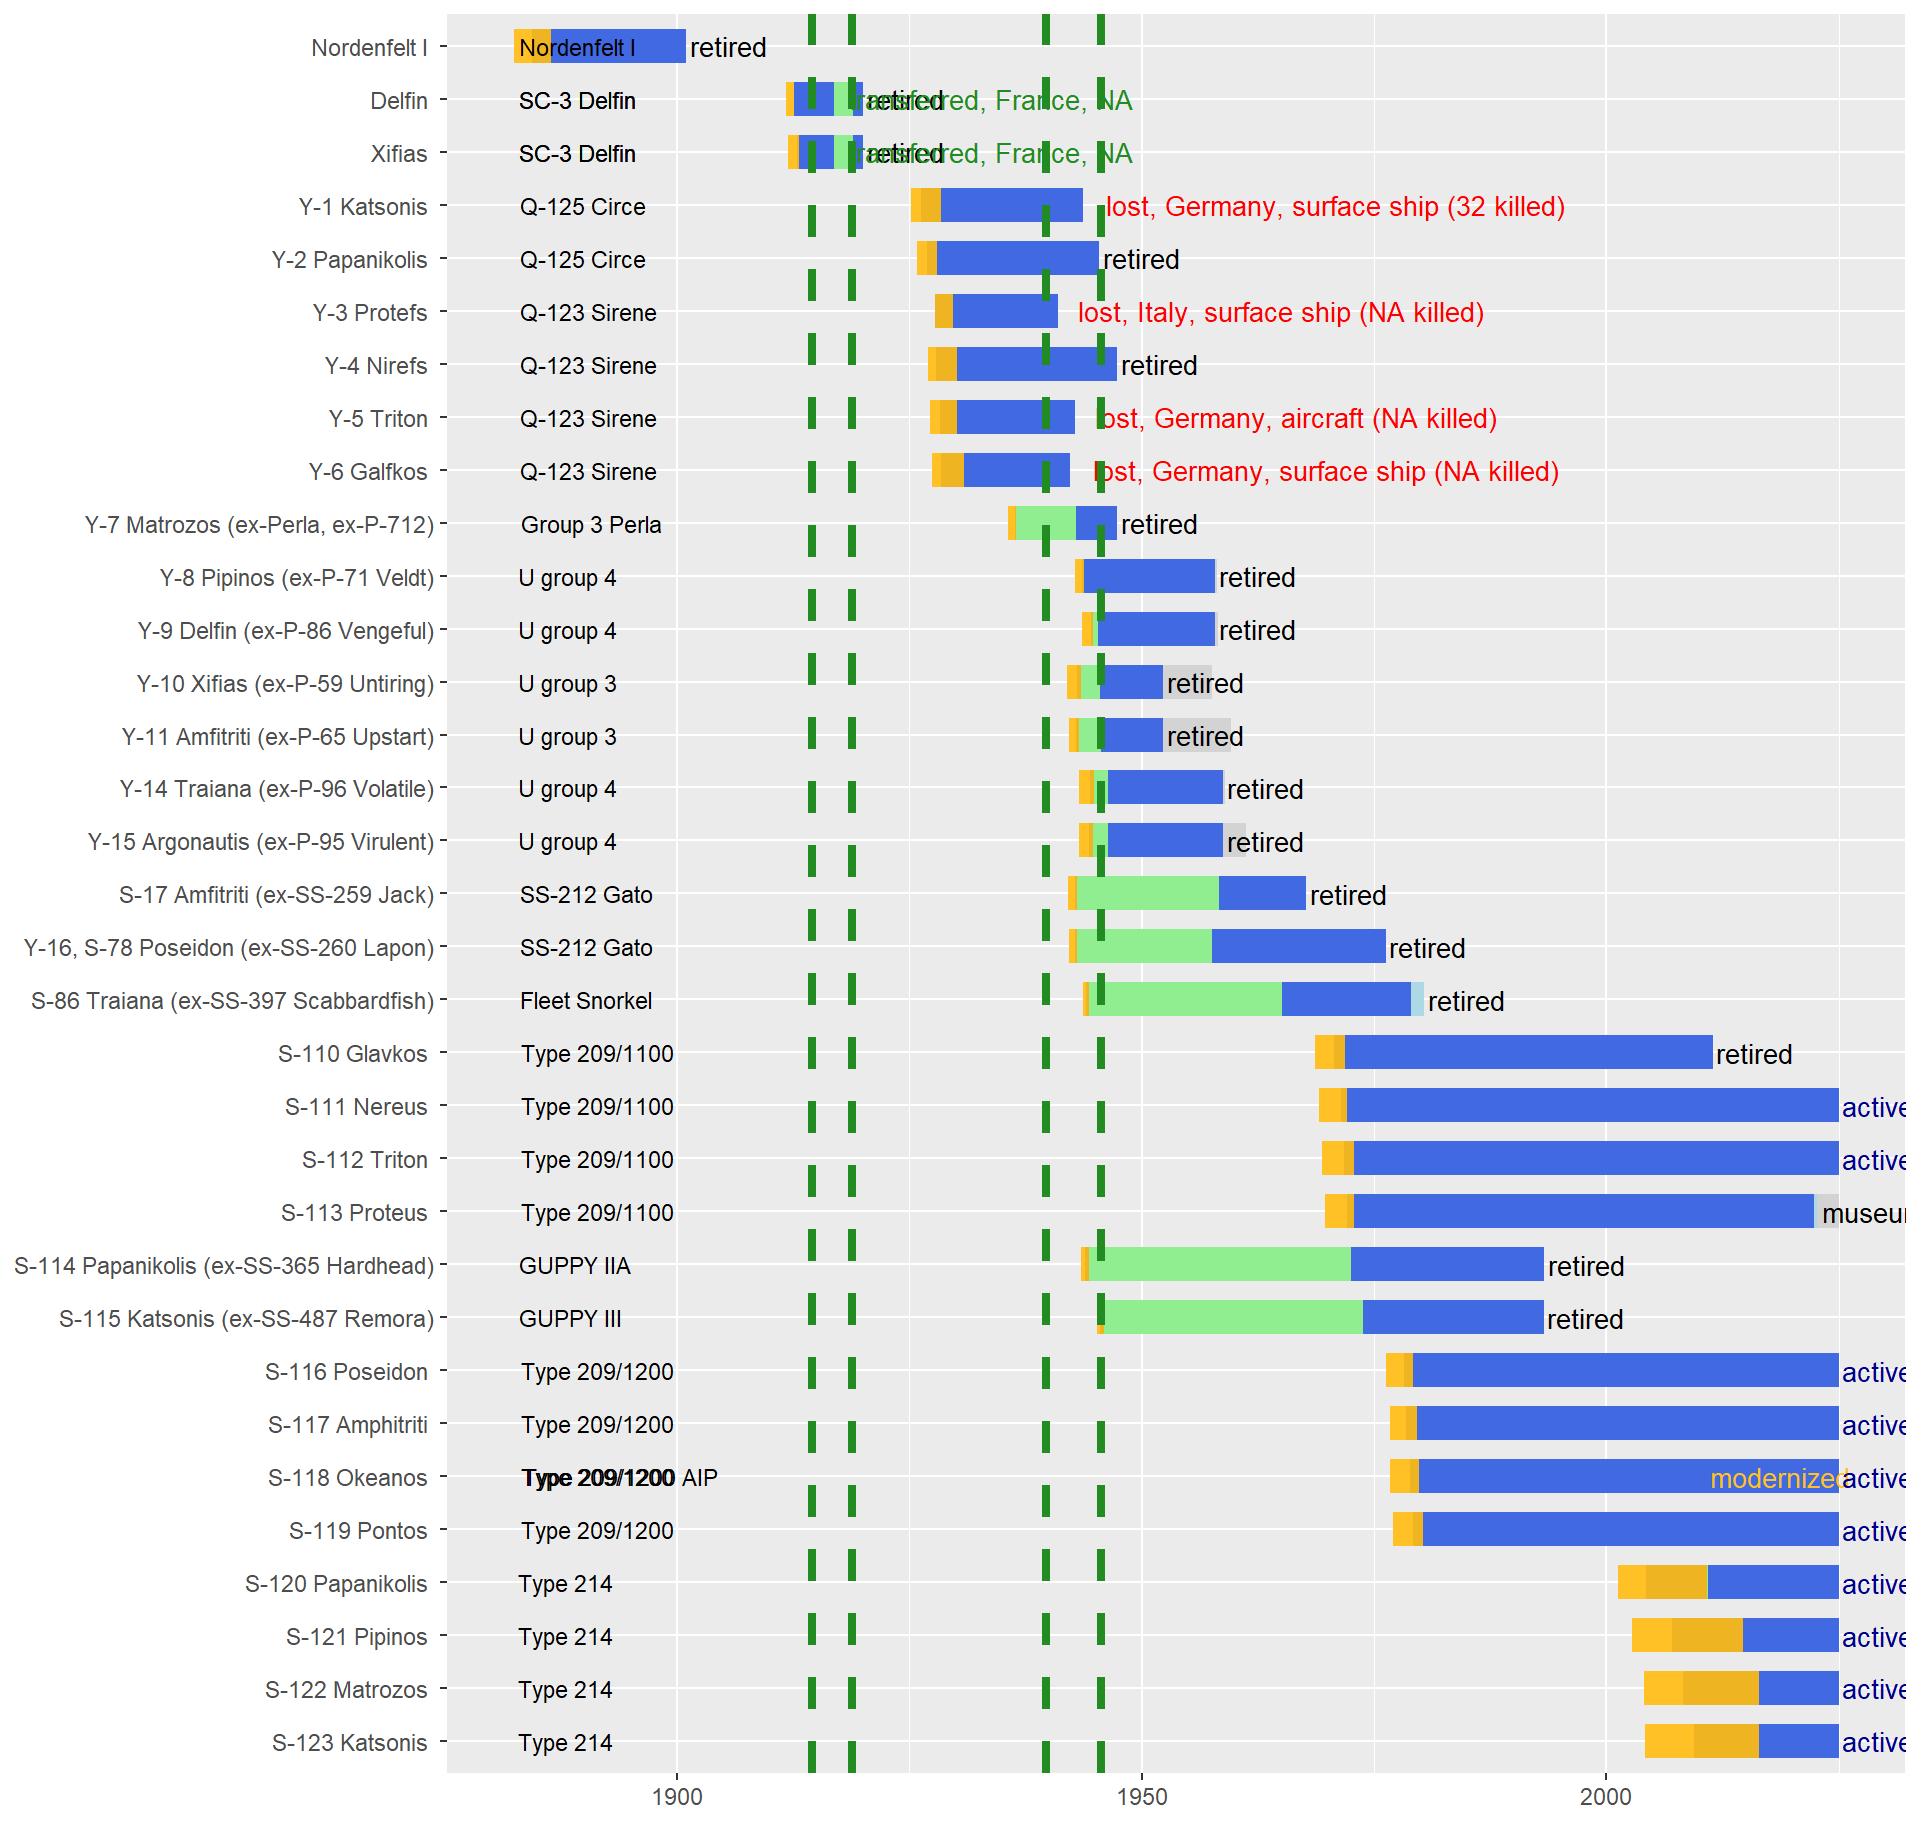 Nordenfelt I Nordenfelt I retired
Delfin SC-3 Delfin retired transferred, France, NA
Xifias SC-3 Delfin retired transferred, France, NA
Y-1 Katsonis Q-125 Circe lost, Germany, surface ship (32 killed)
Y-2 Papanikolis Q-125 Circe retired
Y-3 Protefs Q-123 Sirene lost, Italy, surface ship (NA killed)
Y-4 Nirefs Q-123 Sirene retired
Y-5 Triton Q-123 Sirene lost, Germany, aircraft (NA killed)
Y-6 Galfkos Q-123 Sirene lost, Germany, surface ship (NA killed)
Y-7 Matrozos (ex-Perla, ex-P-712) Group 3 Perla retired
Y-8 Pipinos (ex-P-71 Veldt) U group 4 retired
Y-9 Delfin (ex-P-86 Vengeful) U group 4 retired
Y-10 Xifias (ex-P-59 Untiring) U group 3 retired
Y-11 Amfitriti (ex-P-65 Upstart) U group 3 retired
Y-14 Traiana (ex-P-96 Volatile) U group 4 retired
Y-15 Argonautis (ex-P-95 Virulent) U group 4 retired
S-17 Amfitriti (ex-SS-259 Jack) SS-212 Gato retired
Y-16, S-78 Poseidon (ex-SS-260 Lapon) SS-212 Gato retired
S-86 Traiana (ex-SS-397 Scabbardfish) Fleet Snorkel retired
S-110 Glavkos Type 209/1100 retired
S-111 Nereus Type 209/1100 active
S-112 Triton Type 209/1100 active
S-113 Proteus Type 209/1100 museu
S-114 Papanikolis (ex-SS-365 Hardhead) GUPPY IIA retired
S-115 Katsonis (ex-SS-487 Remora) GUPPY III retired
S-116 Poseidon Type 209/1200 active
S-117 Amphitriti Type 209/1200 active
S-118 Okeanos Type 209/1200 AIP modernized active
S-119 Pontos Type 209/1200 active
S-120 Papanikolis Type 214 active
S-121 Pipinos Type 214 active
S-122 Matrozos Type 214 active
S-123 Katsonis Type 214 active
1900 1950 2000